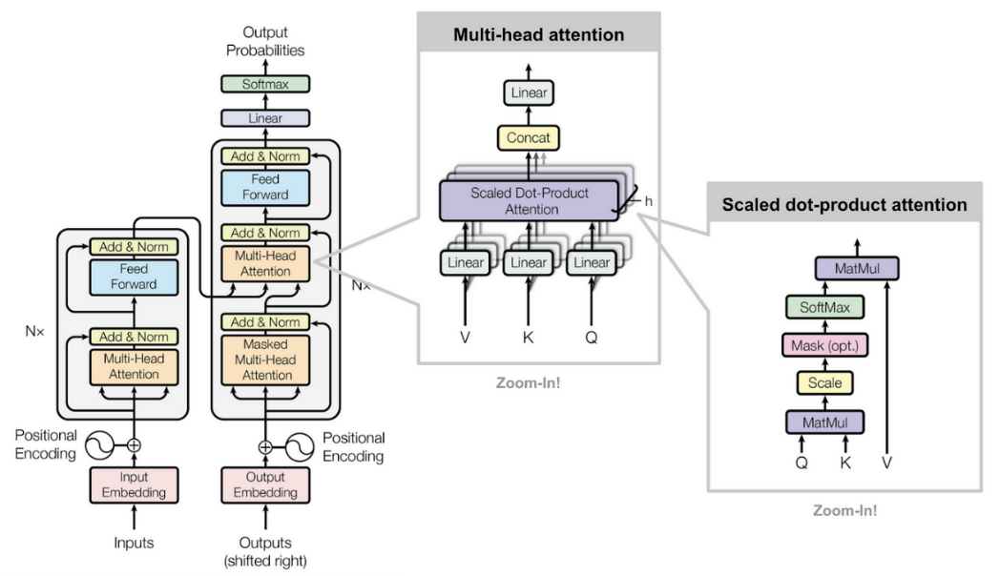 Output
Probabilities
Softmax
Linear
Add & Norm
Feed
Forward
Add & Norm
Multi-Head
Attention
Nx
Add & Norm
Masked
Multi-Head
Attention
Add & Norm
Feed
Forward
Nx
Add & Norm
Multi-Head
Attention
Positional
Encoding
Positional
Encoding
Input
Embedding
Output
Embedding
Inputs
Outputs
(shifted right)
Multi-head attention
Linear
Concat
Scaled Dot-Product
Attention
h
Linear
Linear
Linear
V
K
Q
Zoom-In!
Scaled dot-product attention
MatMul
SoftMax
Mask (opt.)
Scale
MatMul
Q
K
V
Zoom-In!